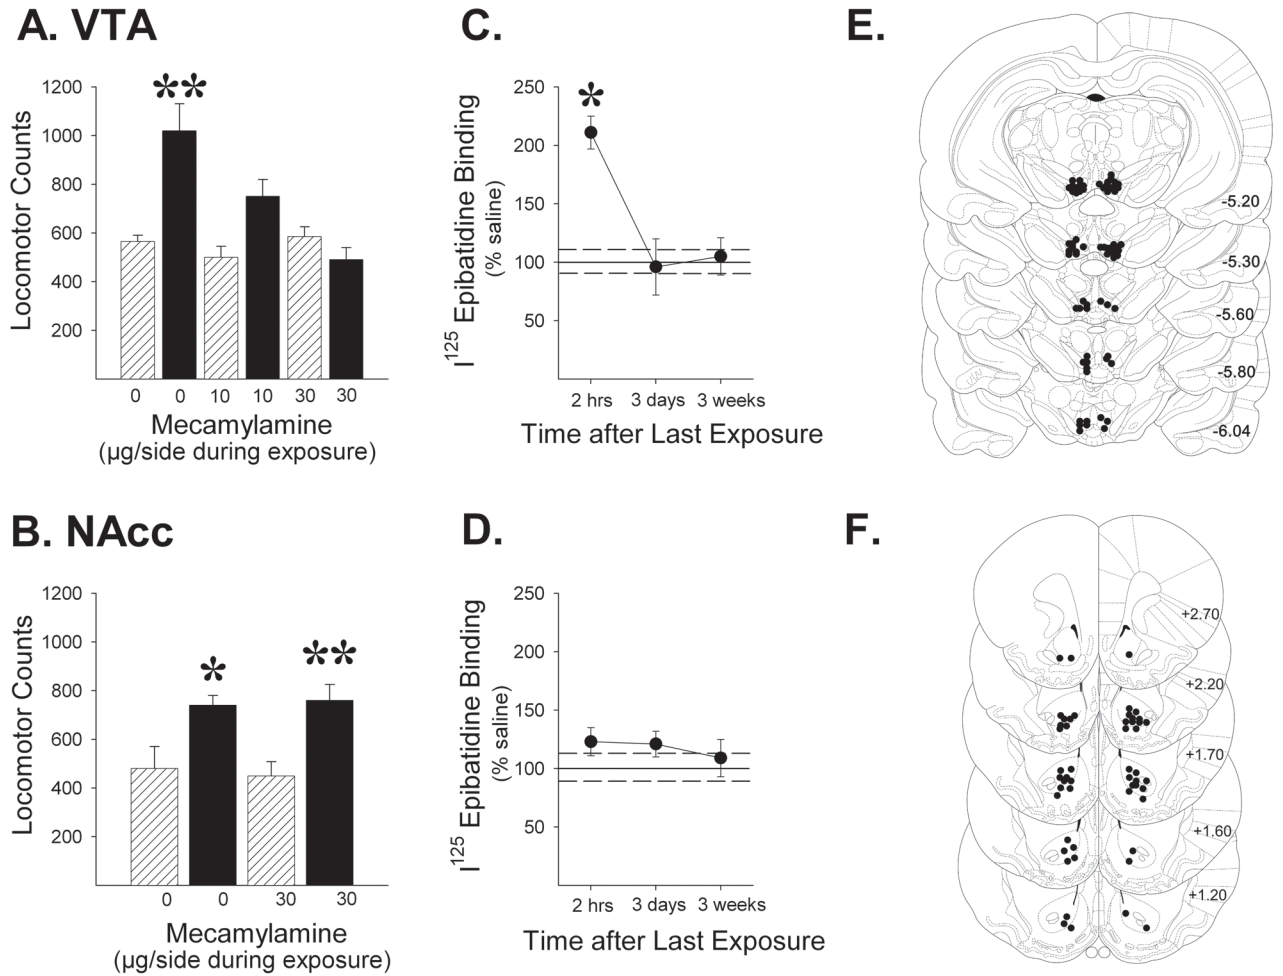 A. VTA
1200
1000
800
600
400
200
Locomotor Counts
**
0 0 10 10 30 30
Mecamylamine
(µg/side during exposure)
C.
250
200
150
100
50
I125 Epibatidine Binding
(% saline)
*
2 hrs 3 days 3 weeks
Time after Last Exposure
E.
-5.20
-5.30
-5.60
-5.80
-6.04
B. NAcc
1200
1000
800
600
400
200
Locomotor Counts
*
**
0 0 30 30
Mecamylamine
(µg/side during exposure)
D.
250
200
150
100
50
I125 Epibatidine Binding
(% saline)
2 hrs 3 days 3 weeks
Time after Last Exposure
F.
+2.70
+2.20
+1.70
+1.60
+1.20